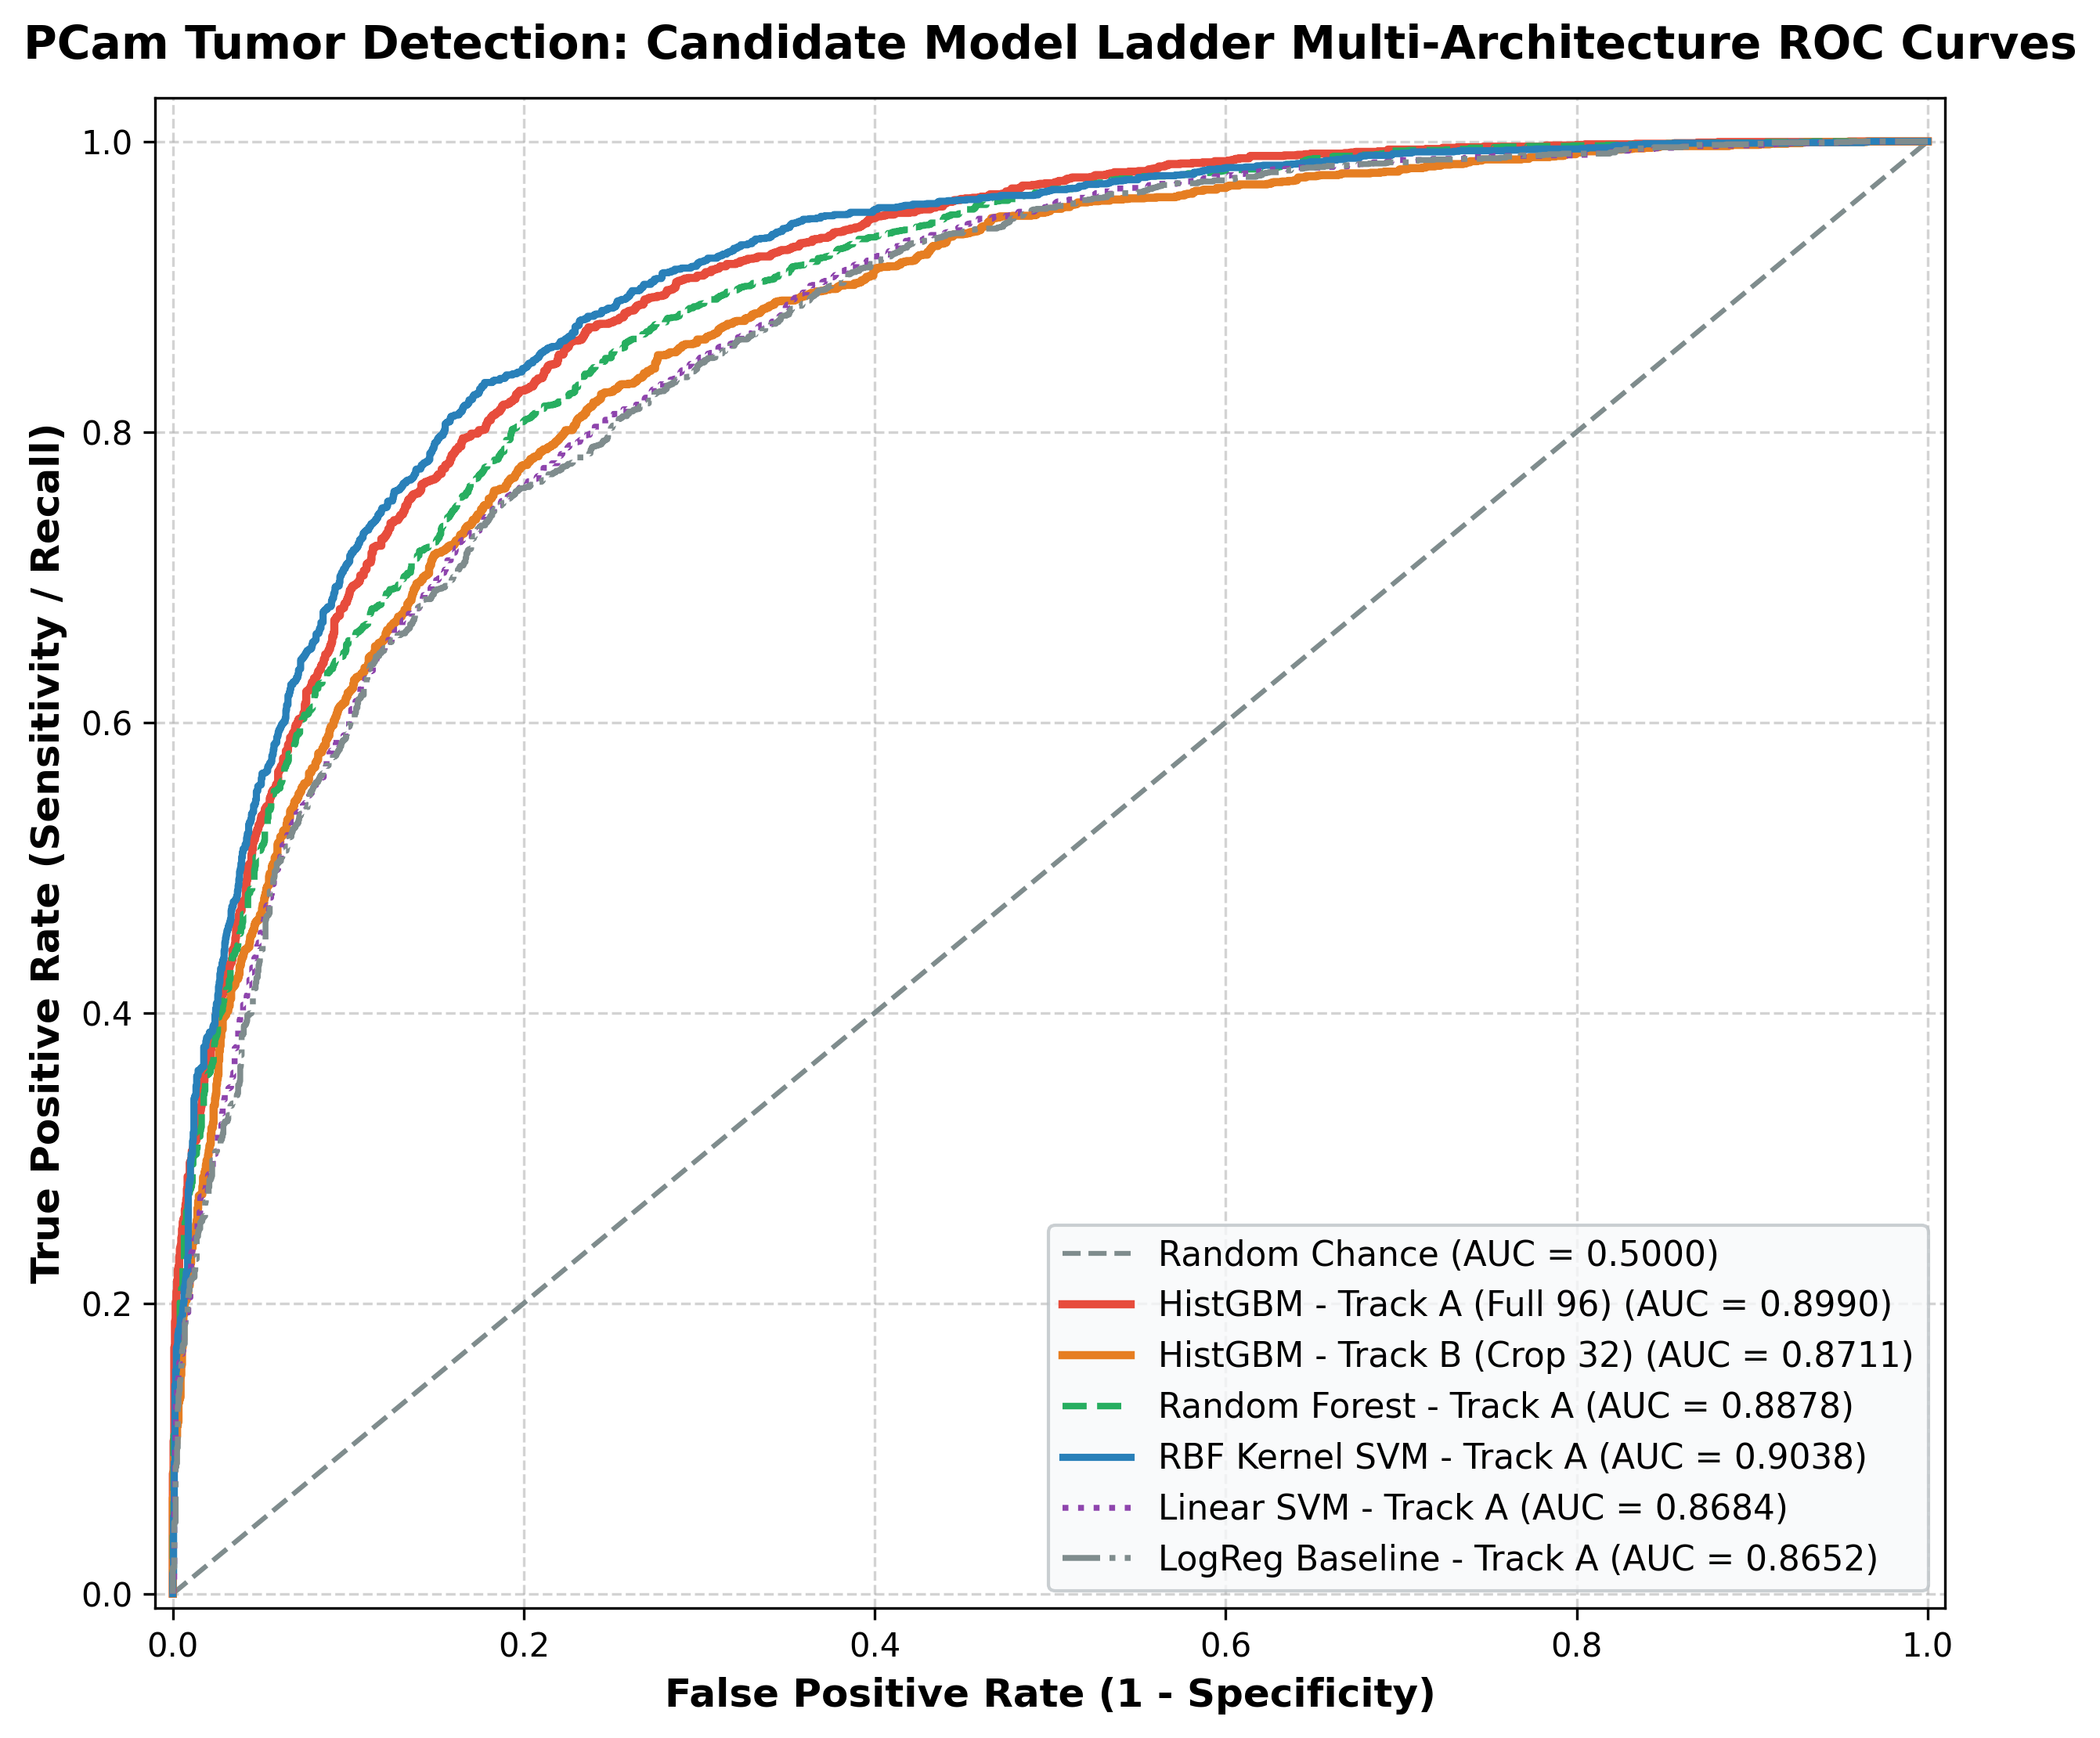 PCam Tumor Detection: Candidate Model Ladder Multi-Architecture ROC Curves
True Positive Rate (Sensitivity / Recall)
1.0
0.8
0.6
0.4
0.2
0.0
Random Chance (AUC = 0.5000)
HistGBM - Track A (Full 96) (AUC = 0.8990)
HistGBM - Track B (Crop 32) (AUC = 0.8711)
Random Forest - Track A (AUC = 0.8878)
RBF Kernel SVM - Track A (AUC = 0.9038)
Linear SVM - Track A (AUC = 0.8684)
LogReg Baseline - Track A (AUC = 0.8652)
0.0 0.2 0.4 0.6 0.8 1.0
False Positive Rate (1 - Specificity)